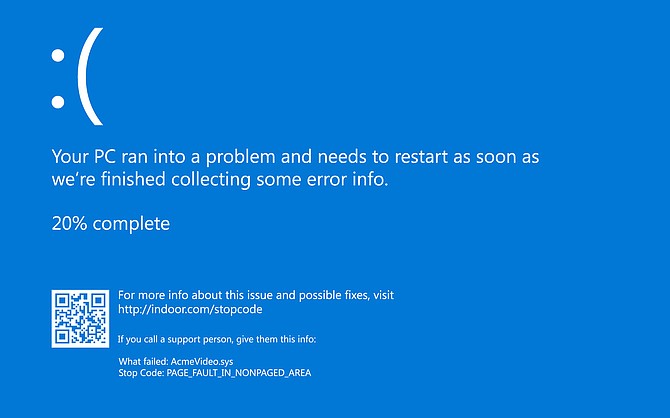 :(
Your PC ran into a problem and needs to restart as soon as
we're finished collecting some error info.
20% complete
For more info about this issue and possible fixes, visit
http://indoor.com/stopcode
If you call a support person, give them this info:
What failed: AcmeVideo.sys
Stop Code: PAGE_FAULT_IN_NONPAGED_AREA